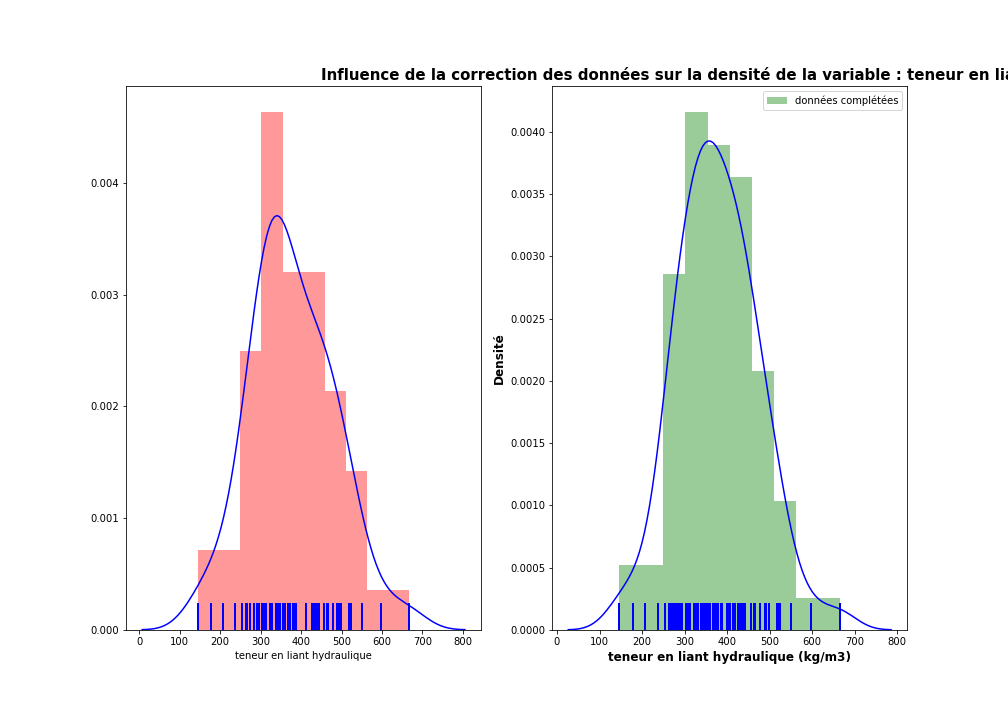 Influence de la correction des données sur la densité de la variable : teneur en
données complétées
0.004
0.003
0.002
0.001
0.000
0 100 200 300 400 500 600 700 800
teneur en liant hydraulique
Densité
0.0040
0.0035
0.0030
0.0025
0.0020
0.0015
0.0010
0.0005
0.0000
0 100 200 300 400 500 600 700 800
teneur en liant hydraulique (kg/m3)